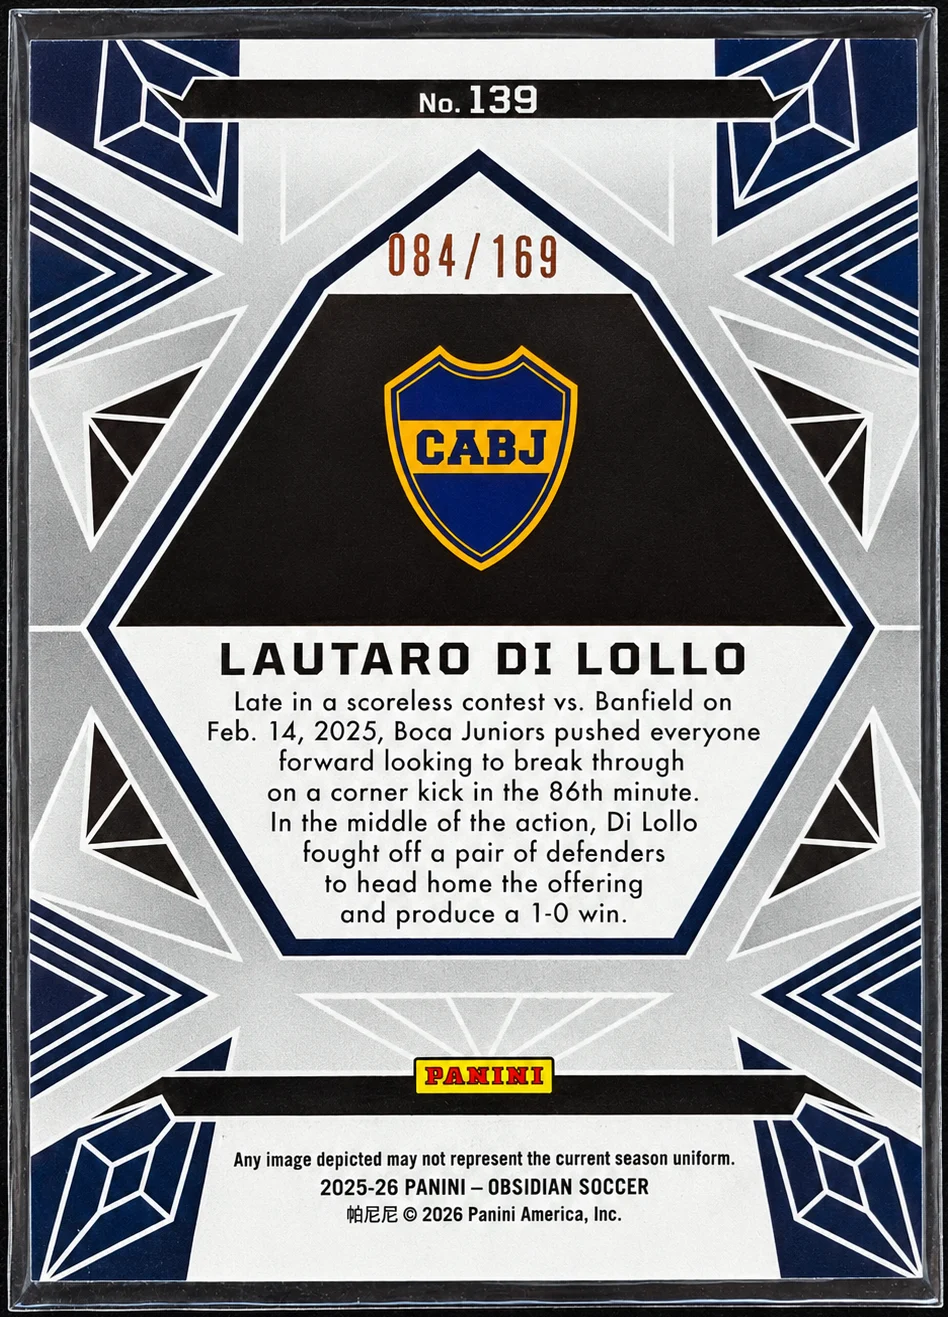 No. 139
084/169
CABJ
LAUTARO DI LOLLO
Late in a scoreless contest vs. Banfield on
Feb. 14, 2025, Boca Juniors pushed everyone
forward looking to break through
on a corner kick in the 86th minute.
In the middle of the action, Di Lollo
fought off a pair of defenders
to head home the offering
and produce a 1-0 win.
PANINI
Any image depicted may not represent the current season uniform.
2025-26 PANINI – OBSIDIAN SOCCER
帕尼尼 © 2026 Panini America, Inc.